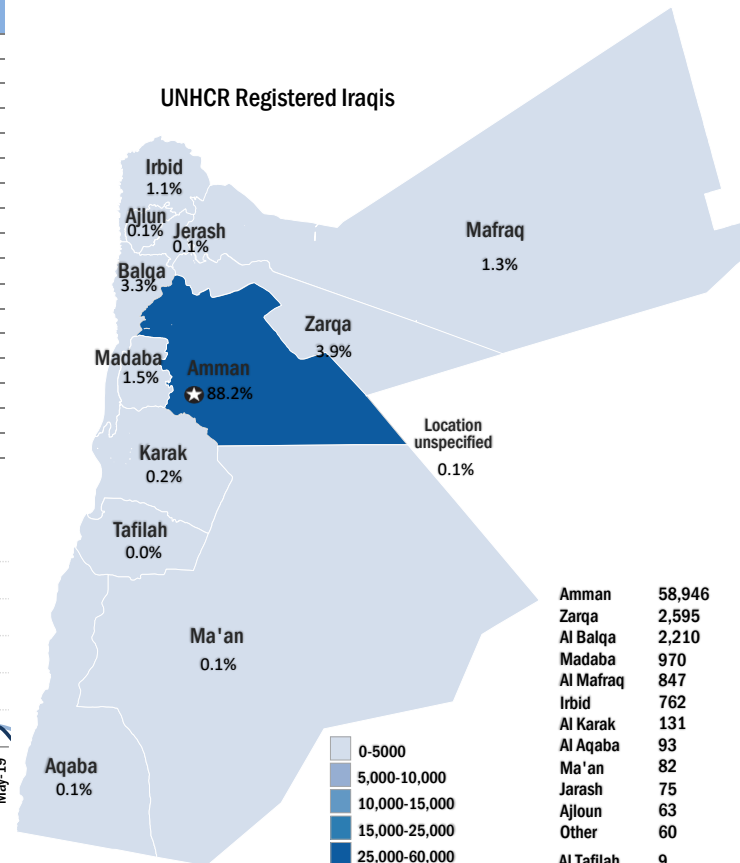 UNHCR Registered Iraqis
Irbid
1.1%
Ajlun
0.1%
Jerash
0.1%
Mafraq
1.3%
Balqa
3.3%
Zarqa
3.9%
Madaba
1.5%
Amman
88.2%
Location
unspecified
0.1%
Karak
0.2%
Tafilah
0.0%
Ma'an
0.1%
Aqaba
0.1%
May-19
0-5000
5,000-10,000
10,000-15,000
15,000-25,000
25,000-60,000
Amman 58,946
Zarqa 2,595
Al Balqa 2,210
Madaba 970
Al Mafraq 847
Irbid 762
Al Karak 131
Al Aqaba 93
Ma'an 82
Jarash 75
Ajloun 63
Other 60
Al Tafilah 9